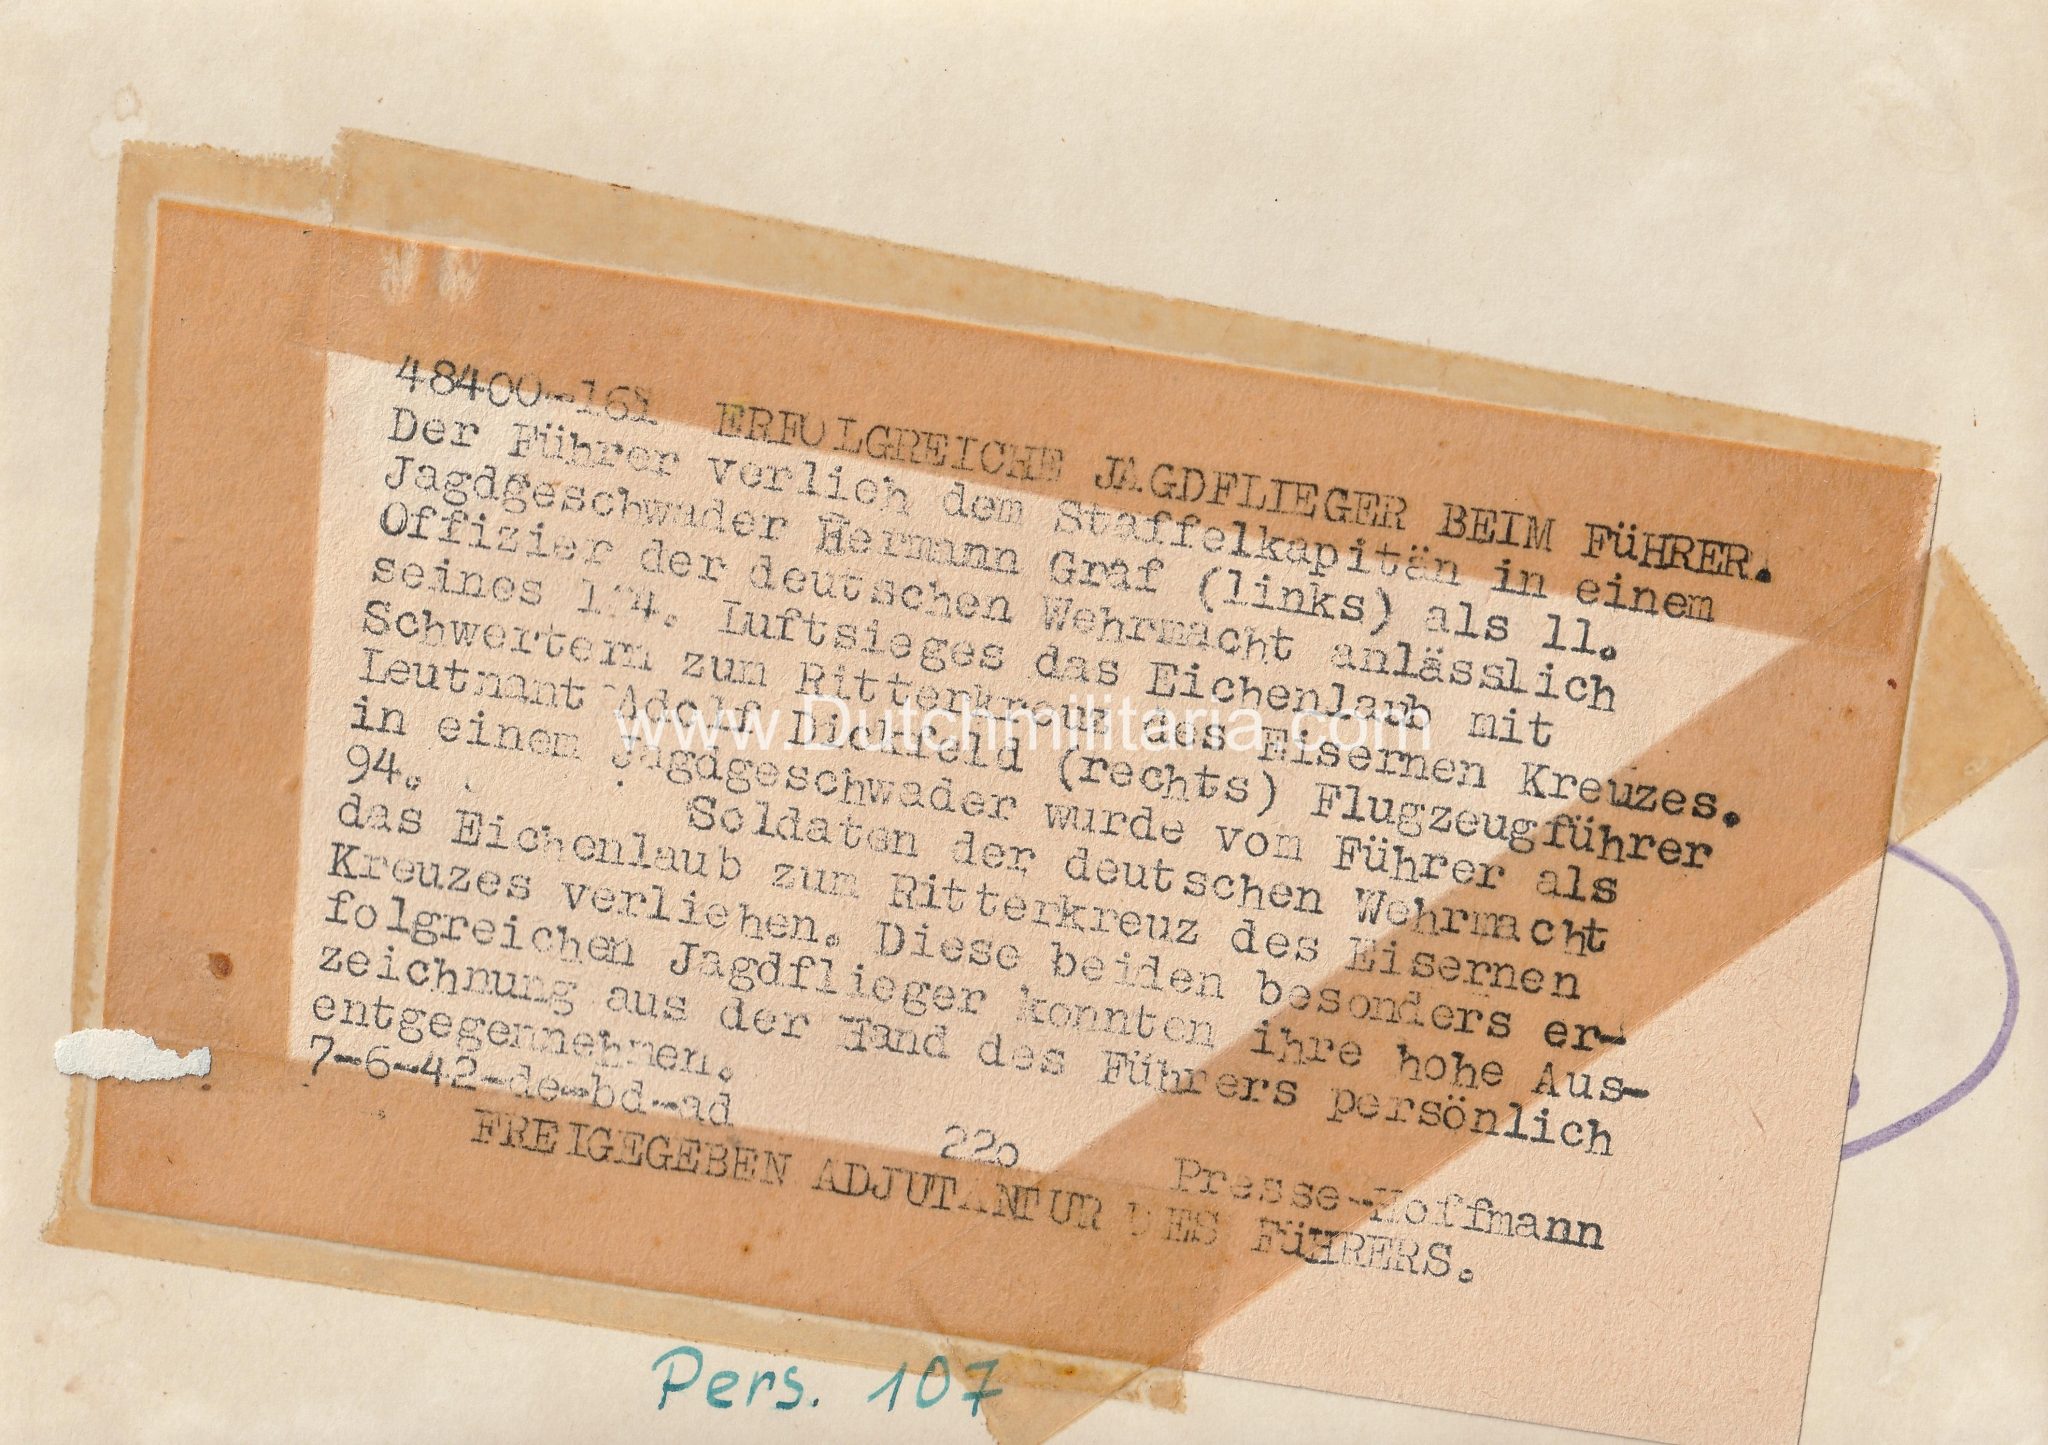 48400-161 ERFOLGREICHE JAGDFLIEGER BEIM FüHRER.
Der Führer verlieh dem Staffelkapitän in einem
Jagdgeschwader Hermann Graf (links) als 11.
Offizier der deutschen Wehrmacht anlässlich
seines Luftsieges das Eichenlaub mit
Schwertern zum Ritterkreuz des Eisernen Kreuzes.
Leutnant Adolf Dickfeld (rechts) Flugzeugführer
in einem Jagdgeschwader wurde vom Führer als
94. Soldaten der deutschen Wehrmacht
das Eichenlaub zum Ritterkreuz des Eisernen
Kreuzes verliehen. Diese beiden besonders er-
folgreichen Jagdflieger konnten ihre hohe Aus-
zeichnung aus der Hand des Führers persönlich
entgegennehmen.
7-6-42-de-bd-ad 220 Presse-Hoffmann
FREIGEGEBEN ADJUTANTUR DES FüHRERS.
Pers. 107
www.Dutchmilitaria.com